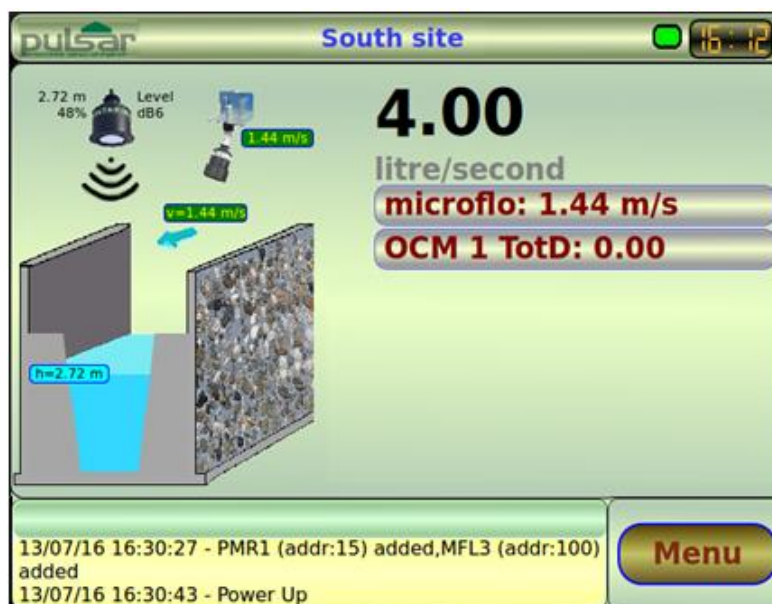 pulsar
South site
16:12
2.72 m
48%
Level
dB6
1.44 m/s
v=1.44 m/s
h=2.72 m
4.00
litre/second
microflo: 1.44 m/s
OCM 1 TotD: 0.00
13/07/16 16:30:27 - PMR1 (addr:15) added,MFL3 (addr:100)
added
13/07/16 16:30:43 - Power Up
Menu